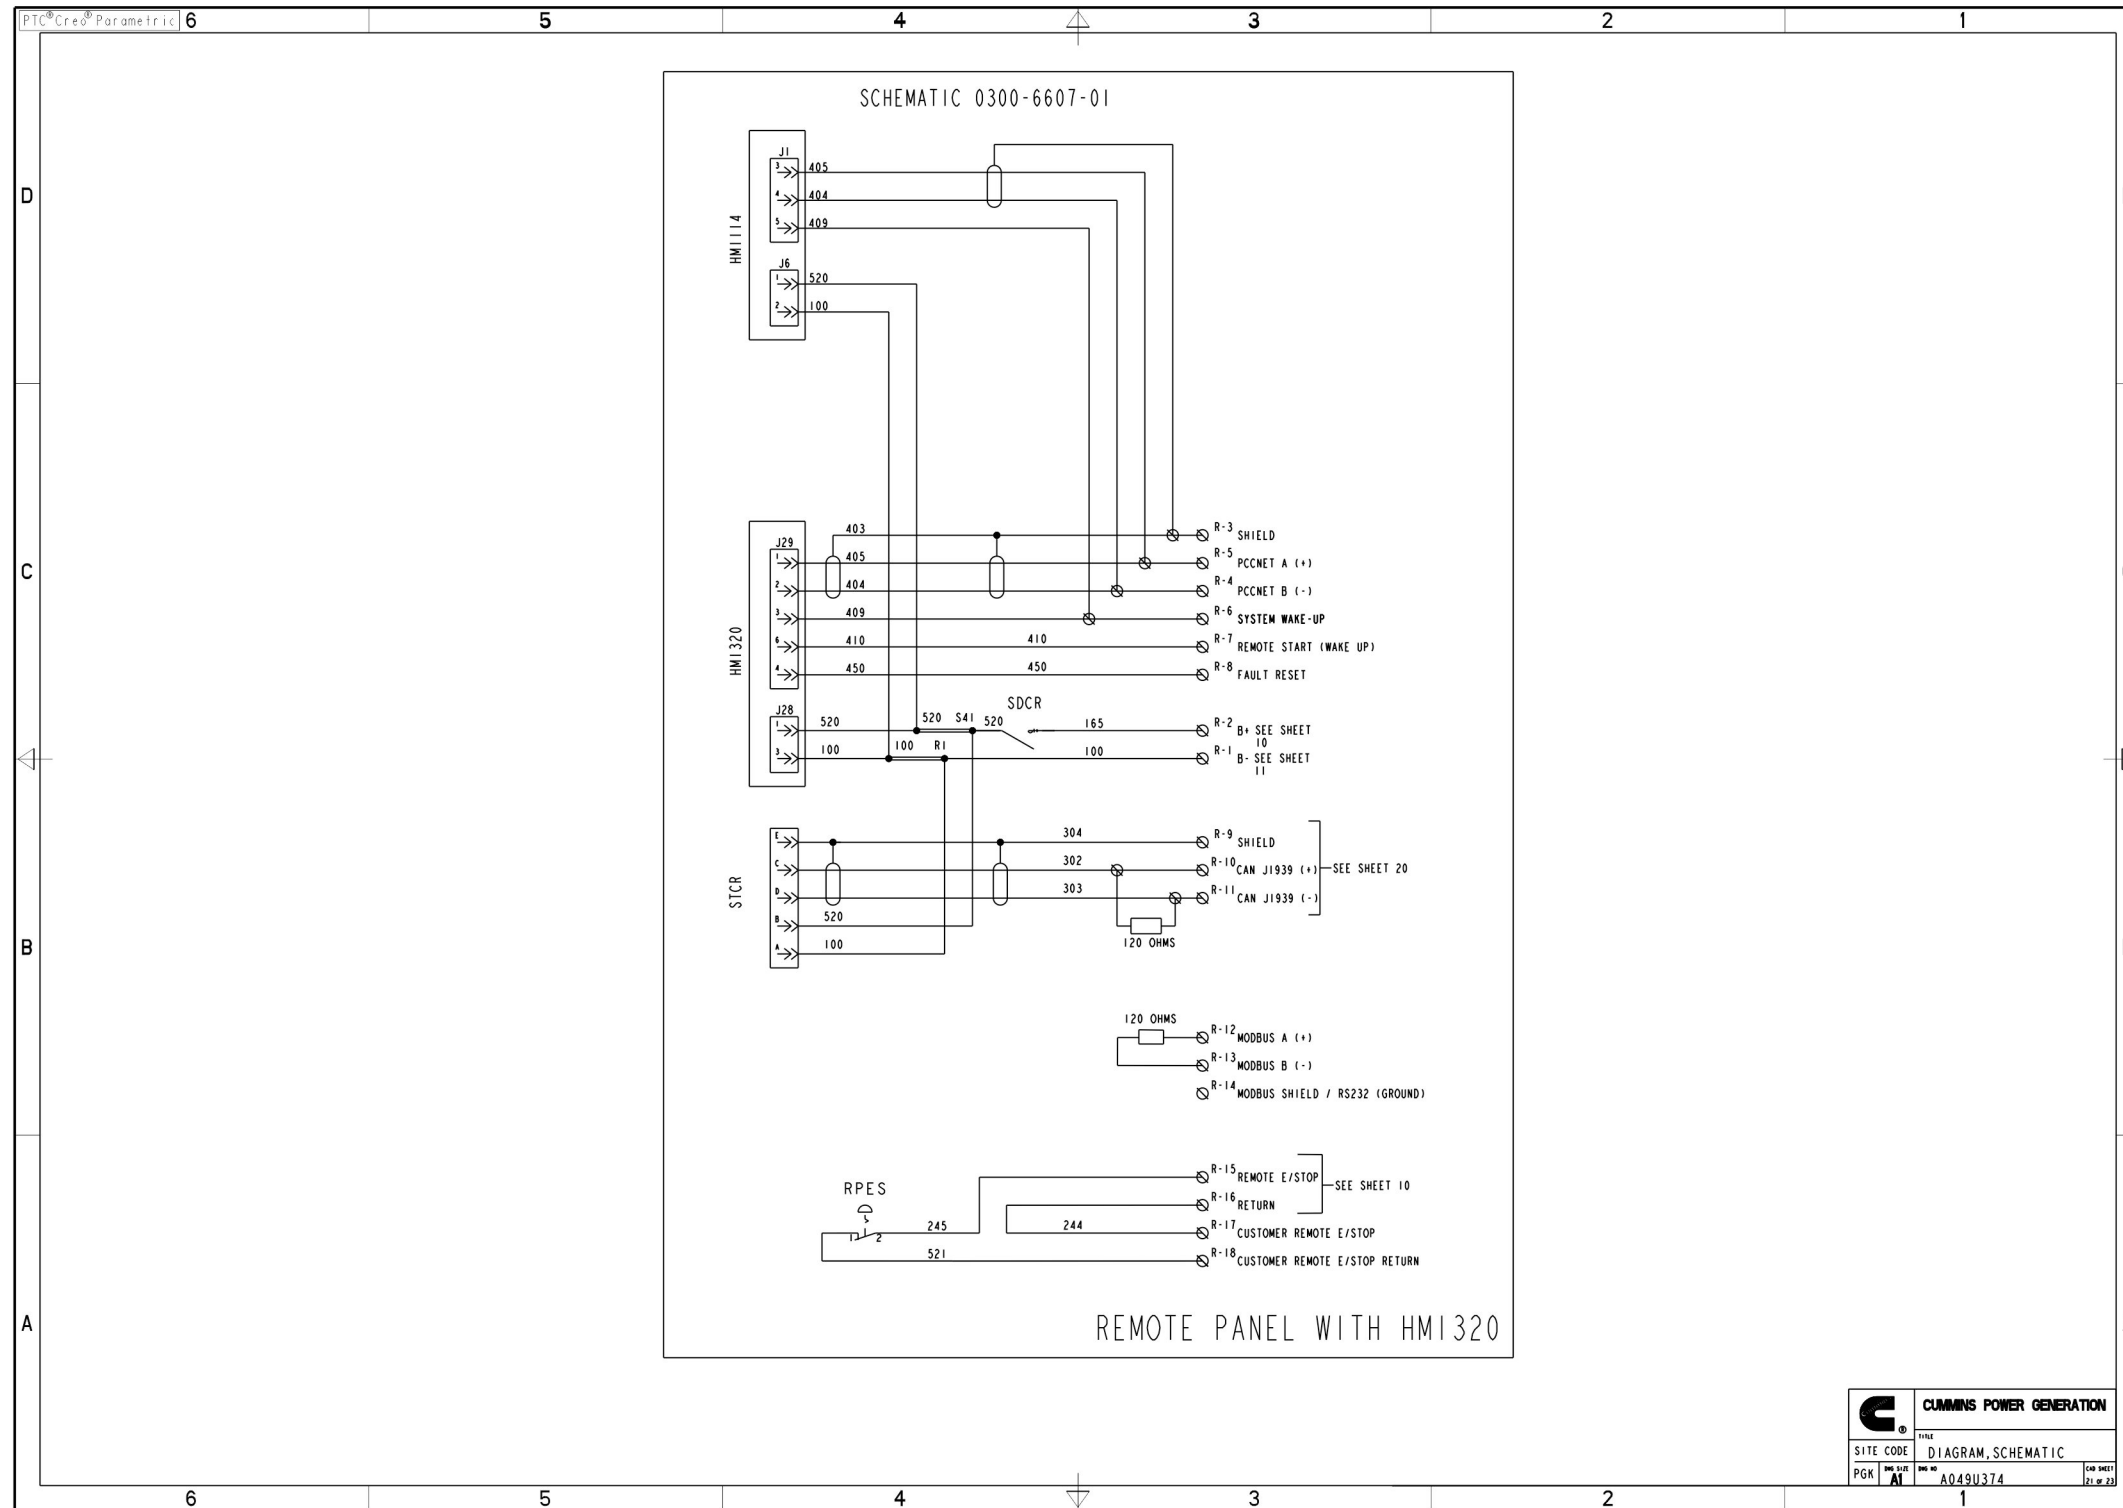 PTC® Creo® Parametric
6 5 4 3 2 1
SCHEMATIC 0300-6607-01
D
HMI114
J1
3 405
4 404
5 409
J6
1 520
2 100
C
HMI320
403 R-3 SHIELD
J29
1 405 R-5 PCCNET A (+)
2 404 R-4 PCCNET B (-)
3 409 R-6 SYSTEM WAKE-UP
6 410 410 R-7 REMOTE START (WAKE UP)
4 450 450 R-8 FAULT RESET
SDCR
J28
1 520 520 S41 520 165 R-2 B+ SEE SHEET
10
3 100 100 R1 100 R-1 B- SEE SHEET
11
STCR
E 304 R-9 SHIELD
C 302 R-10 CAN J1939 (+)
SEE SHEET 20
D 303 R-11 CAN J1939 (-)
B 520
A 100
120 OHMS
B
120 OHMS
R-12 MODBUS A (+)
R-13 MODBUS B (-)
R-14 MODBUS SHIELD / RS232 (GROUND)
R-15 REMOTE E/STOP
SEE SHEET 10
RPES
R-16 RETURN
1 2 245 244 R-17 CUSTOMER REMOTE E/STOP
521 R-18 CUSTOMER REMOTE E/STOP RETURN
A
REMOTE PANEL WITH HMI320
CUMMINS POWER GENERATION
®
TITLE
SITE CODE DIAGRAM,SCHEMATIC
PGK DWG SIZE A1 DWG NO A049U374 CAD SHEET 21 OF 23
6 5 4 3 2 1